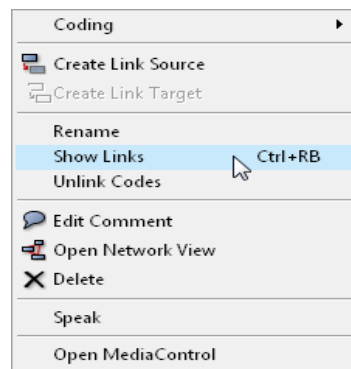 Coding
Create Link Source
Create Link Target
Rename
Show Links Ctrl+RB
Unlink Codes
Edit Comment
Open Network View
Delete
Speak
Open MediaControl